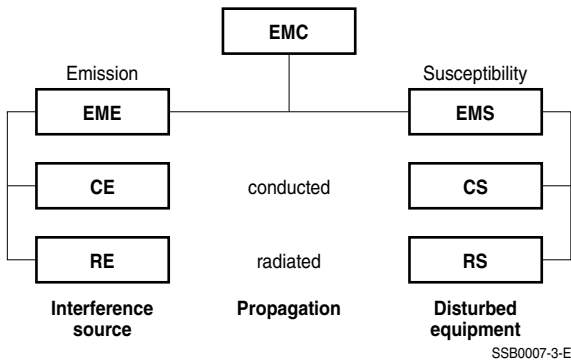 EMC
Emission
Susceptibility
EME
EMS
CE
conducted
CS
RE
radiated
RS
Interference
source
Propagation
Disturbed
equipment
SSB0007-3-E